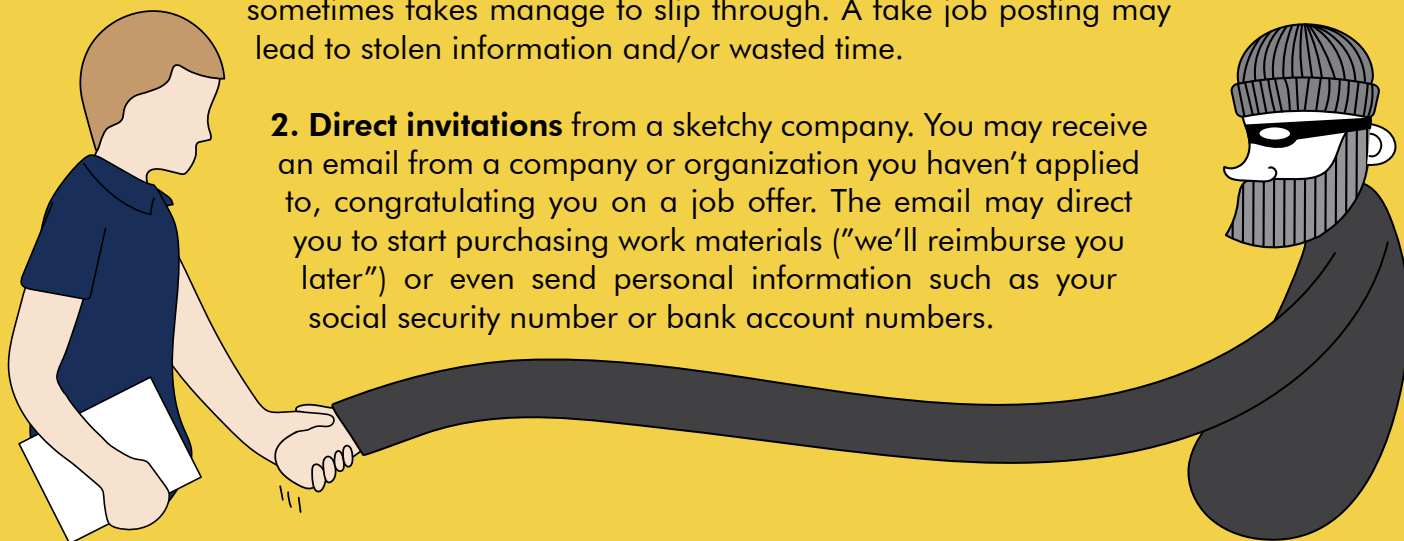 sometimes fakes manage to slip through. A fake job posting may
lead to stolen information and/or wasted time.
2. Direct invitations from a sketchy company. You may receive
an email from a company or organization you haven’t applied
to, congratulating you on a job offer. The email may direct
you to start purchasing work materials (”we’ll reimburse you
later”) or even send personal information such as your
social security number or bank account numbers.